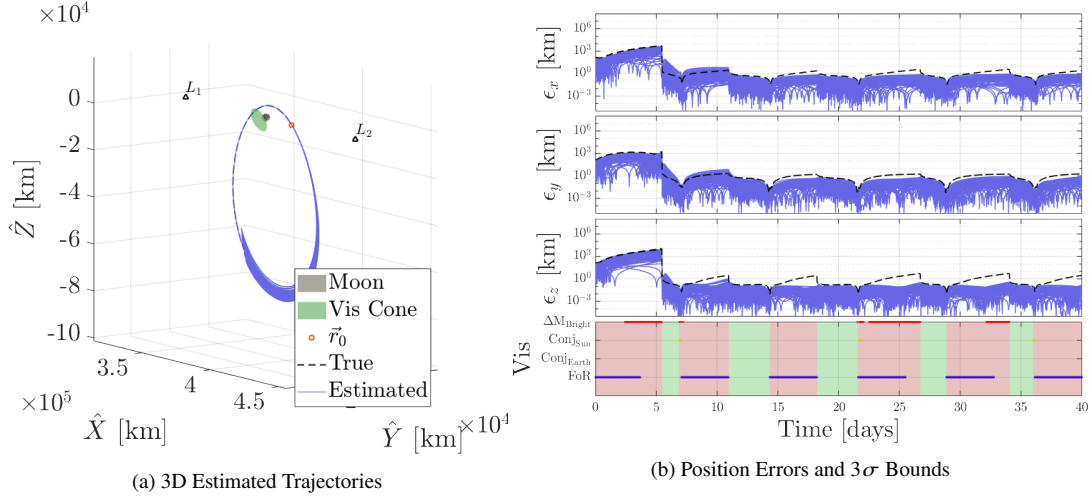 ×10⁴
L₁
L₂
0
-2
-4
-6
-8
-10
Ẑ [km]
Moon
Vis Cone
r⃗₀
True
Estimated
3.5
4
4.5
×10⁵
X̂ [km]
Ŷ [km]
×10⁴
(a) 3D Estimated Trajectories
ϵₓ [km]
10⁶
10³
10⁰
10⁻³
ϵ_y [km]
10⁶
10³
10⁰
10⁻³
ϵ_z [km]
10⁶
10³
10⁰
10⁻³
Vis
ΔM_Bright
Conj_Sun
Conj_Earth
FoR
0 5 10 15 20 25 30 35 40
Time [days]
(b) Position Errors and 3σ Bounds